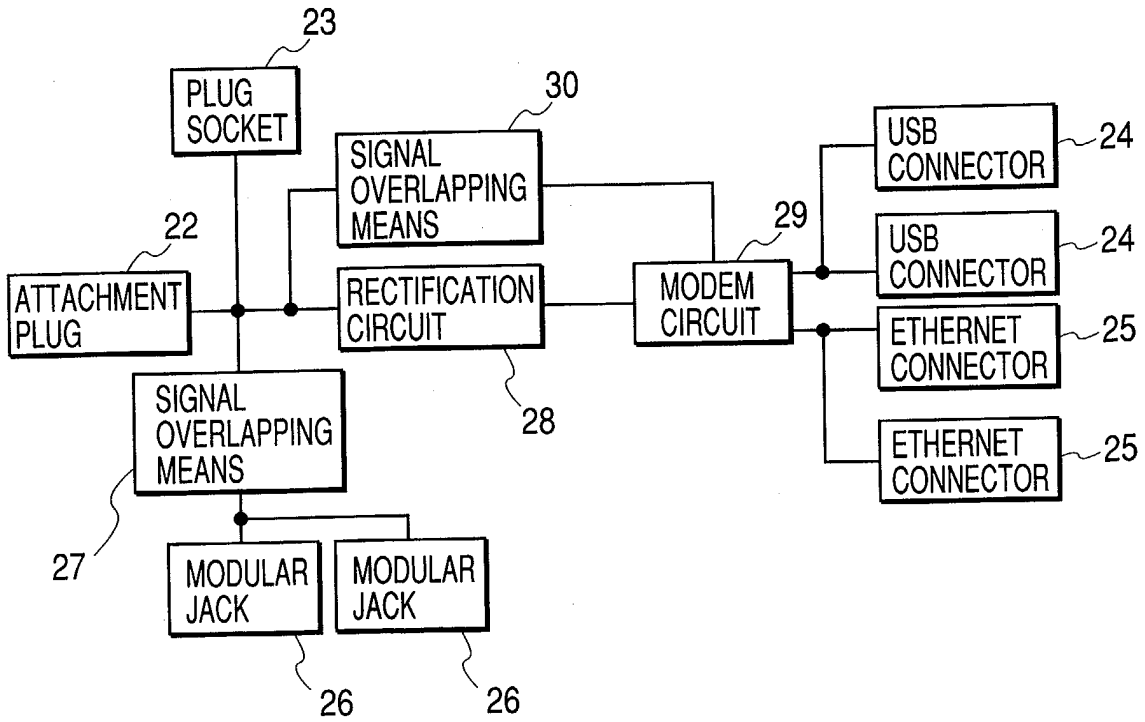 23
PLUG
SOCKET
30
SIGNAL
OVERLAPPING
MEANS
USB
CONNECTOR
24
22
29
USB
CONNECTOR
24
ATTACHMENT
PLUG
RECTIFICATION
CIRCUIT
MODEM
CIRCUIT
ETHERNET
CONNECTOR
25
SIGNAL
OVERLAPPING
MEANS
28
ETHERNET
CONNECTOR
25
27
MODULAR
JACK
MODULAR
JACK
26
26